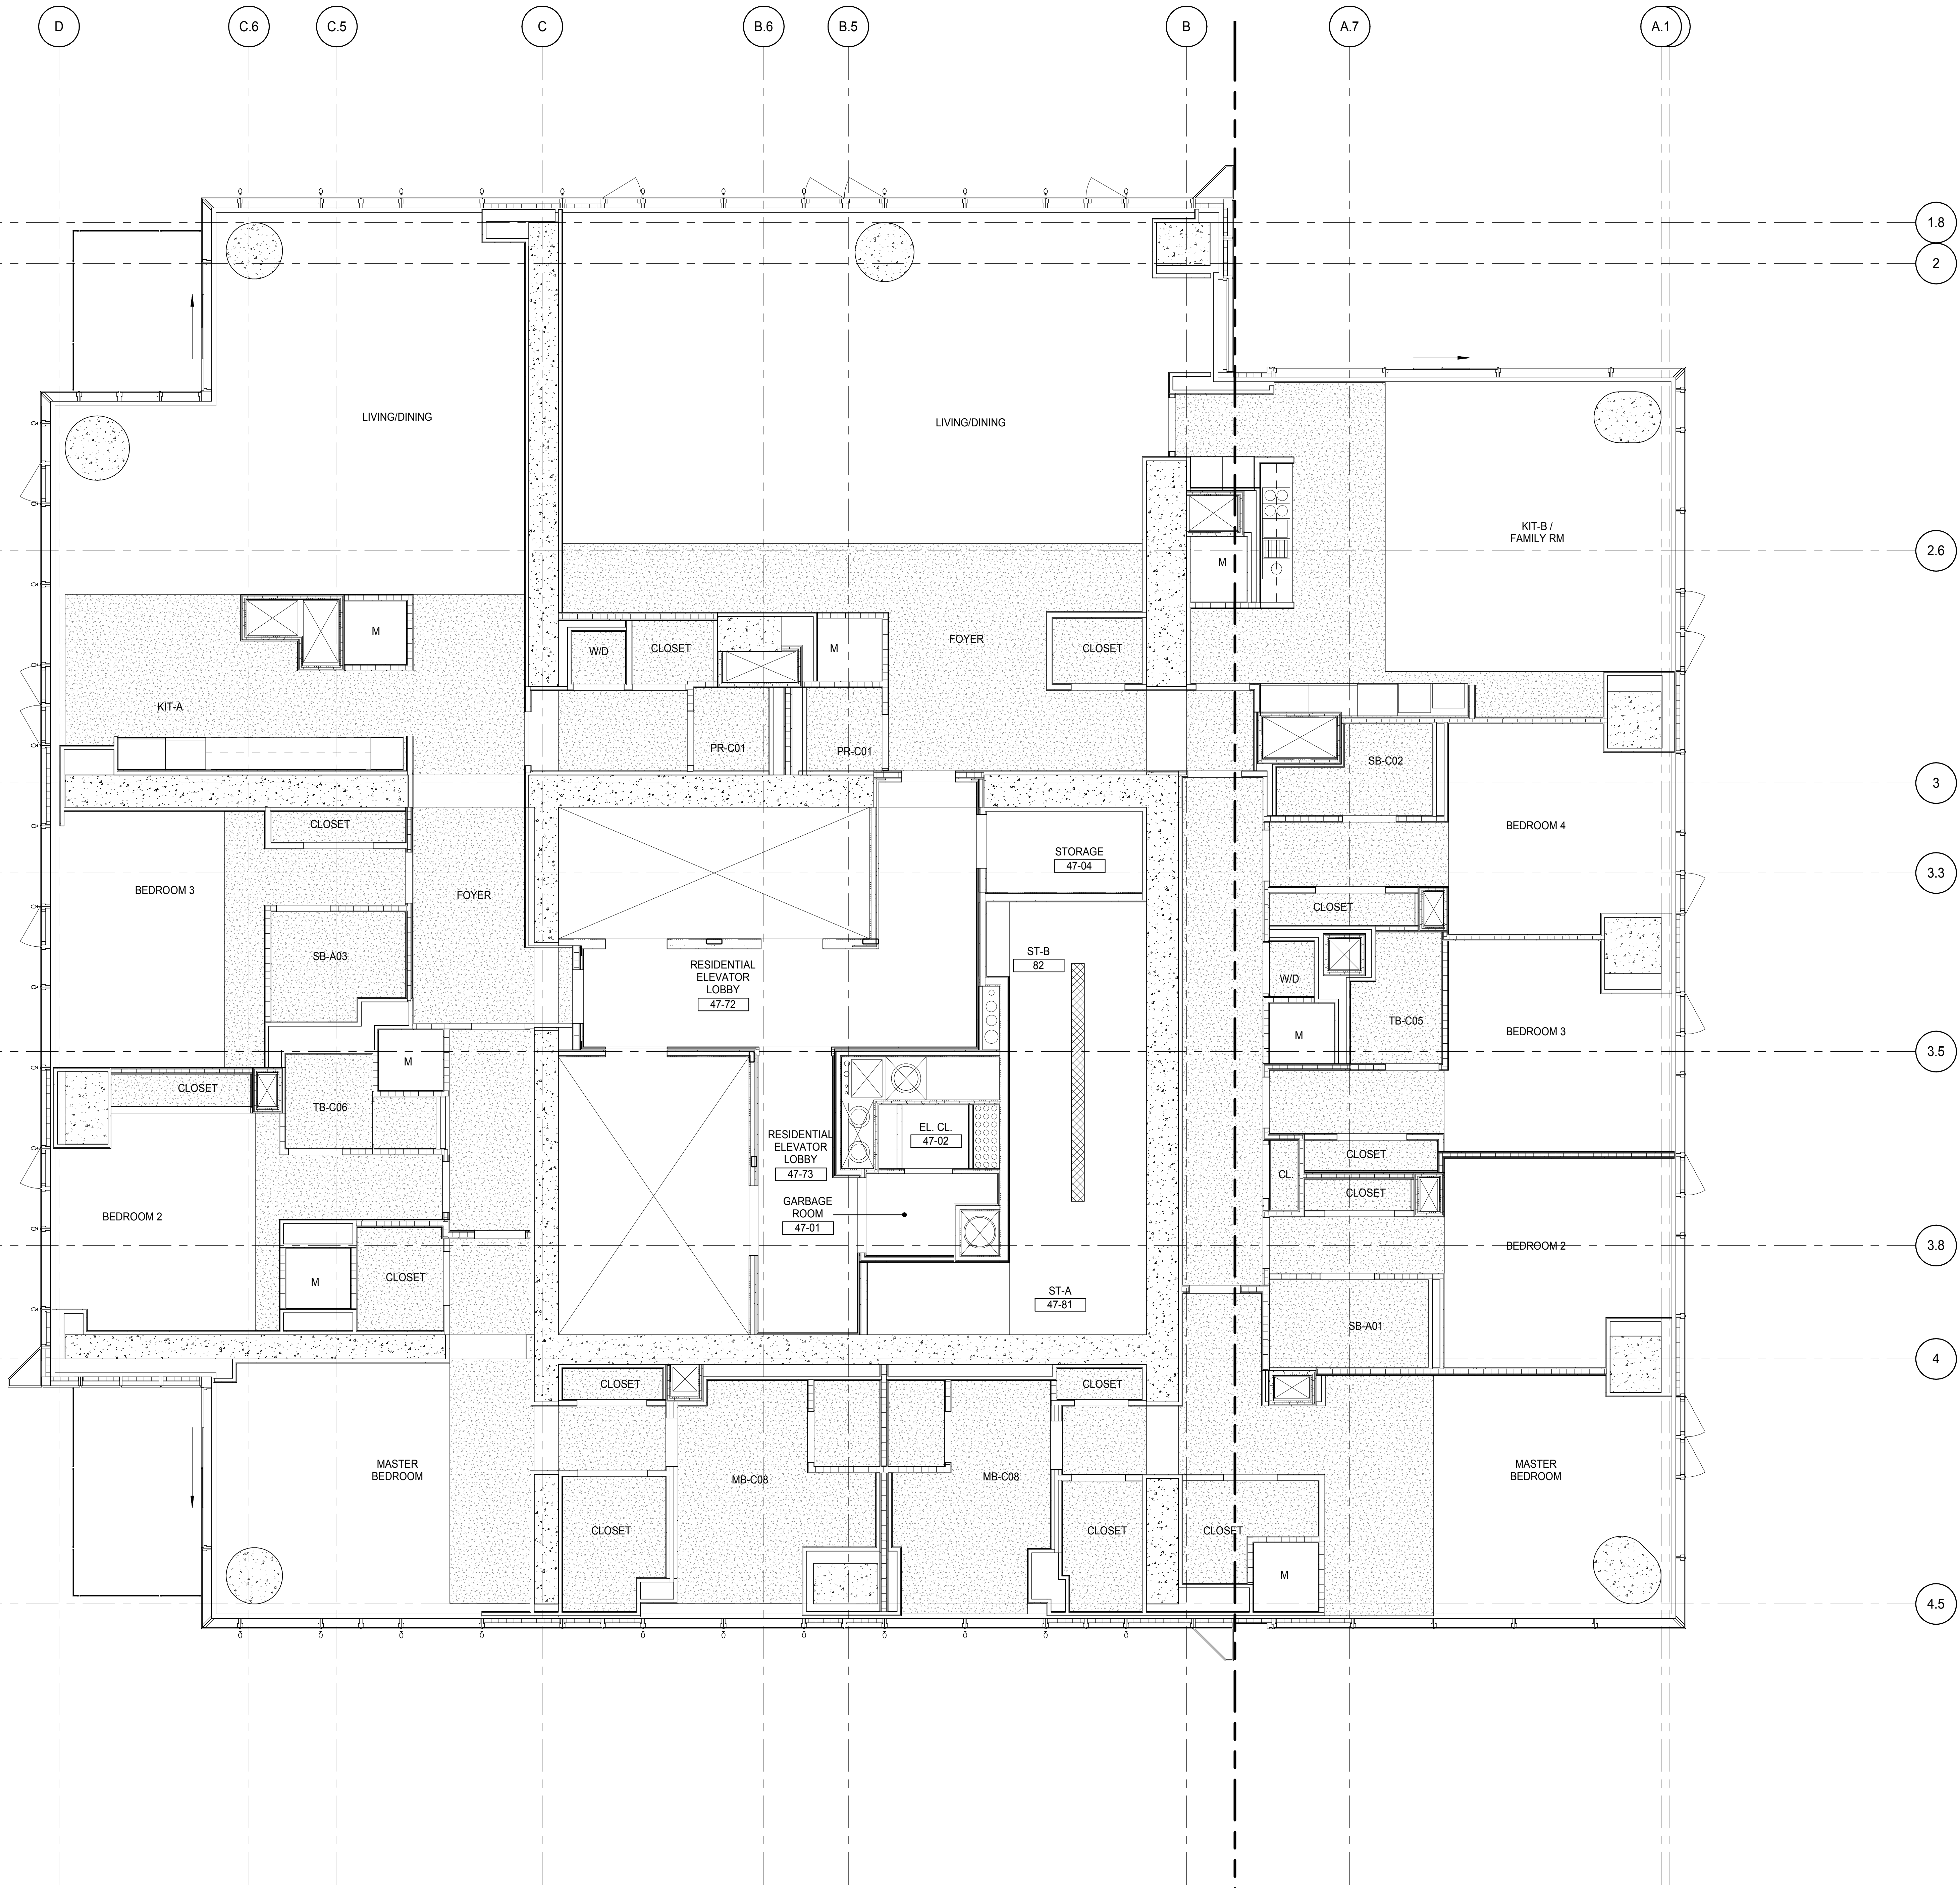 D
C.6
C.5
C
B.6
B.5
B
A.7
A.1
1.8
2
LIVING/DINING
LIVING/DINING
KIT-B /
FAMILY RM
2.6
M
M
W/D
CLOSET
M
FOYER
CLOSET
KIT-A
PR-C01
PR-C01
SB-C02
3
CLOSET
BEDROOM 4
STORAGE
47-04
3.3
BEDROOM 3
FOYER
CLOSET
SB-A03
ST-B
82
RESIDENTIAL
ELEVATOR
LOBBY
47-72
W/D
TB-C05
BEDROOM 3
M
M
3.5
CLOSET
TB-C06
EL. CL.
47-02
RESIDENTIAL
ELEVATOR
LOBBY
47-73
CLOSET
CL.
CLOSET
GARBAGE
ROOM
47-01
BEDROOM 2
BEDROOM 2
3.8
M
CLOSET
ST-A
47-81
SB-A01
4
CLOSET
CLOSET
MASTER
BEDROOM
MB-C08
MB-C08
MASTER
BEDROOM
CLOSET
CLOSET
CLOSET
M
4.5